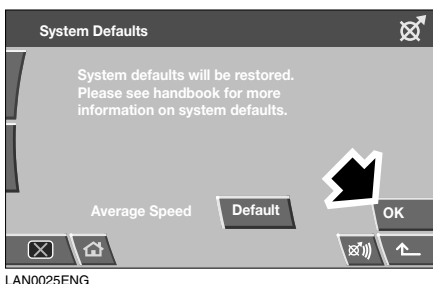 System Defaults
System defaults will be restored.
Please see handbook for more
information on system defaults.
Average Speed
Default
OK
LAN0025ENG